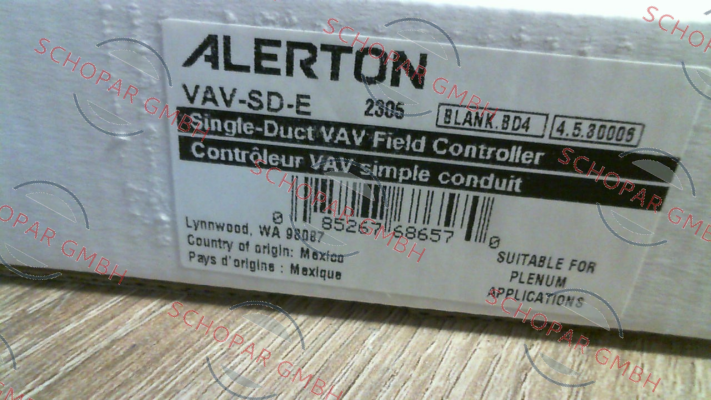 ALERTON
VAV-SD-E 2305 BLANK.BD4 4.5.30006
Single-Duct VAV Field Controller
Contrôleur VAV simple conduit
0 85267 68657 0
Lynnwood, WA 98087
Country of origin: Mexico
Pays d'origine : Mexique
SUITABLE FOR
PLENUM
APPLICATIONS
SCHOPAR GMBH
SCHOPAR GMBH
SCHOPAR GMBH
SCHOPAR GMBH
SCHOPAR GMBH
SCHOPAR GMBH
SCHOPAR GMBH
SCHOPAR GMBH